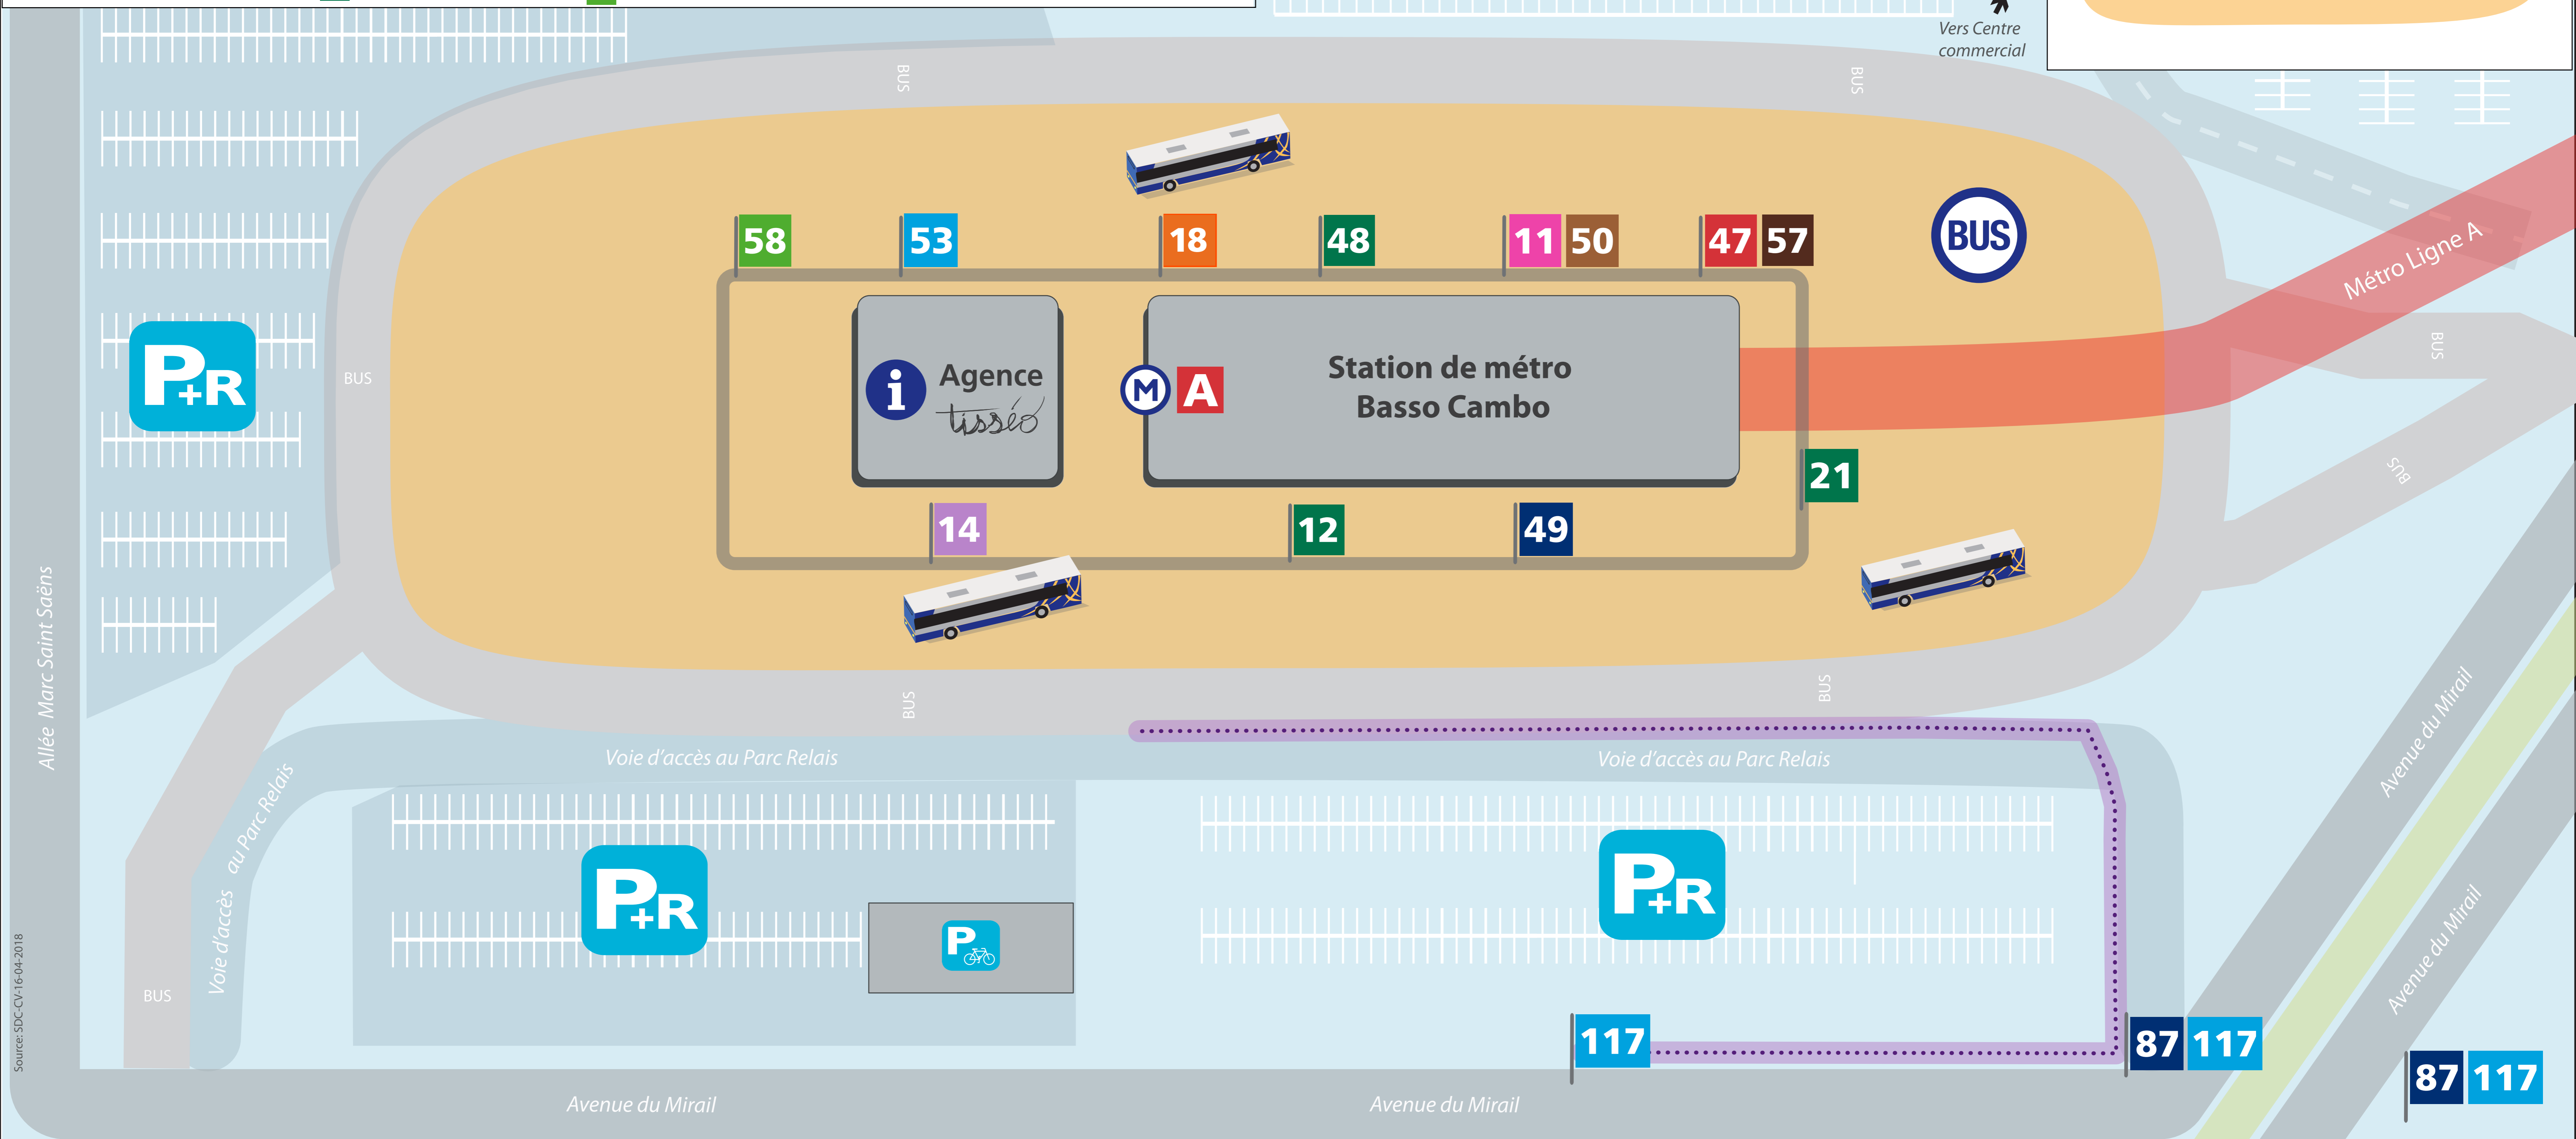 Vers Centre
commercial
BUS
BUS
58
53
18
48
11 50
47 57
BUS
Métro Ligne A
BUS
P+R
BUS
i Agence
tisséo
M A
Station de métro
Basso Cambo
21
BUS
14
12
49
Allée Marc Saint Saëns
BUS
BUS
Voie d'accès au Parc Relais
Voie d'accès au Parc Relais
Voie d'accès au Parc Relais
Avenue du Mirail
P+R
P+R
P
Avenue du Mirail
BUS
Source: SDC-CV-16-04-2018
117
87 117
87 117
Avenue du Mirail
Avenue du Mirail